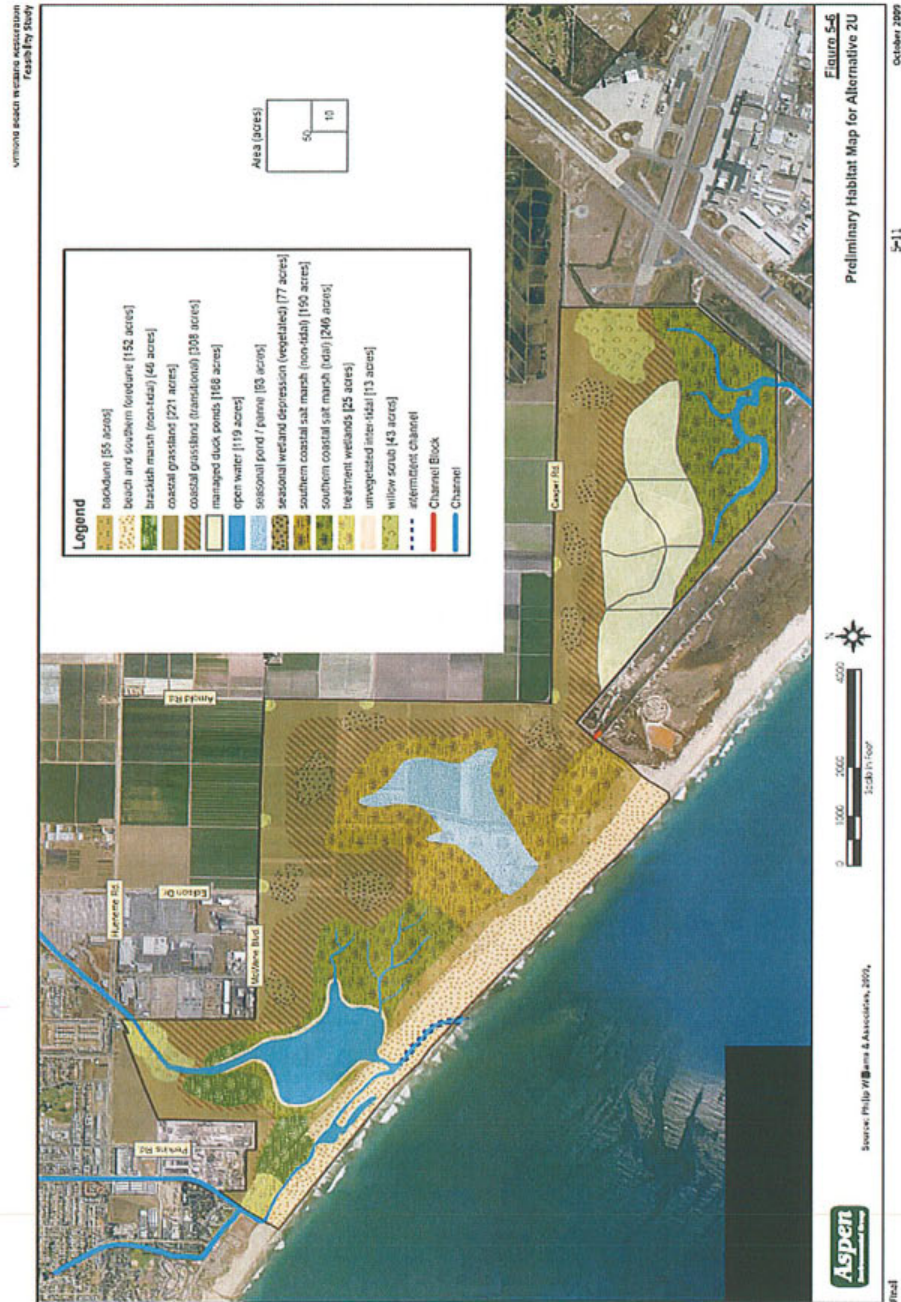 Ormond Beach Wetland Restoration
Feasibility Study
Legend
backdune [55 acres]
beach and southern foredune [152 acres]
brackish marsh (non-tidal) [46 acres]
coastal grassland [221 acres]
coastal grassland (transitional) [308 acres]
managed duck ponds [168 acres]
open water [119 acres]
seasonal pond / panne [93 acres]
seasonal wetland depression (vegetated) [77 acres]
southern coastal salt marsh (non-tidal) [190 acres]
southern coastal salt marsh (tidal) [246 acres]
treatment wetlands [25 acres]
unvegetated inter-tidal [13 acres]
willow scrub [43 acres]
intermittent channel
Channel Block
Channel
Area (acres)
50
10
Hueneme Rd.
Arnold Rd.
Edison Dr.
McWane Blvd.
Perkins Rd.
Casper Rd.
N
0 1000 2000 4000
Scale in Feet
Aspen
Environmental Group
Source: Philip Williams & Associates, 2009.
Figure 5-6
Preliminary Habitat Map for Alternative 2U
Final
5-11
October 2009